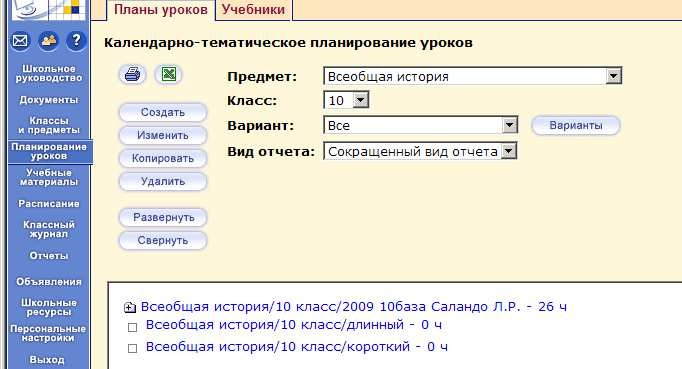 Планы уроков
Учебники
?
Школьное
руководство
Документы
Классы
и предметы
Планирование
уроков
Учебные
материалы
Расписание
Классный
журнал
Отчеты
Объявления
Школьные
ресурсы
Персональные
настройки
Выход
Календарно-тематическое планирование уроков
Предмет: Всеобщая история
Класс: 10
Вариант: Все Варианты
Вид отчета: Сокращенный вид отчета
Создать
Изменить
Копировать
Удалить
Развернуть
Свернуть
Всеобщая история/10 класс/2009 10база Саландо Л.Р. - 26 ч
Всеобщая история/10 класс/длинный - 0 ч
Всеобщая история/10 класс/короткий - 0 ч